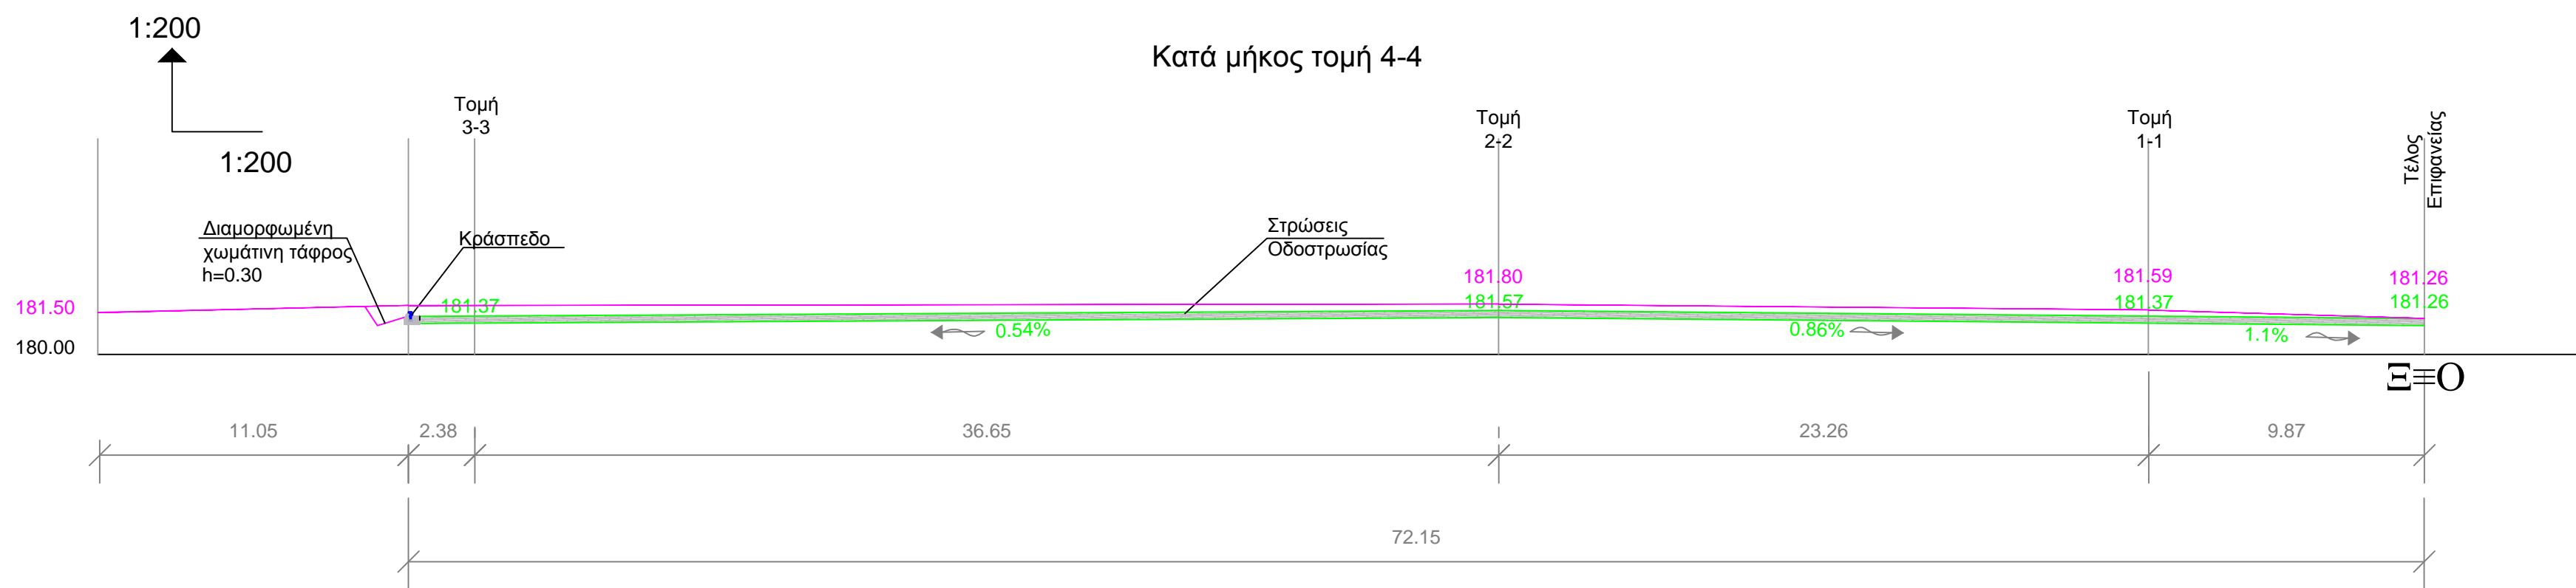 1:200
Κατά μήκος τομή 4-4
1:200
Τομή
3-3
Τομή
2-2
Τομή
1-1
Τέλος
Επιφανείας
Διαμορφωμένη
χωμάτινη τάφρος
h=0.30
Κράσπεδο
Στρώσεις
Οδοστρωσίας
181.80
181.59
181.26
181.50
181.37
181.57
181.37
181.26
0.54%
0.86%
1.1%
180.00
Ξ≡Ο
11.05
2.38
36.65
23.26
9.87
72.15